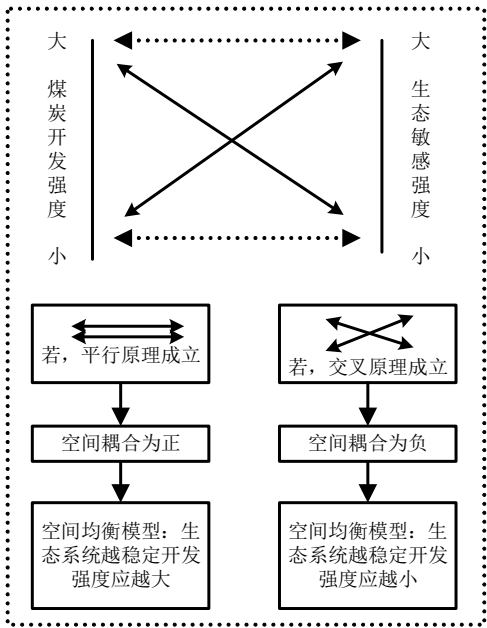 大
煤炭开发强度
小
大
生态敏感强度
小
若，平行原理成立
空间耦合为正
空间均衡模型：生
态系统越稳定开发
强度应越大
若，交叉原理成立
空间耦合为负
空间均衡模型：生
态系统越稳定开发
强度应越小